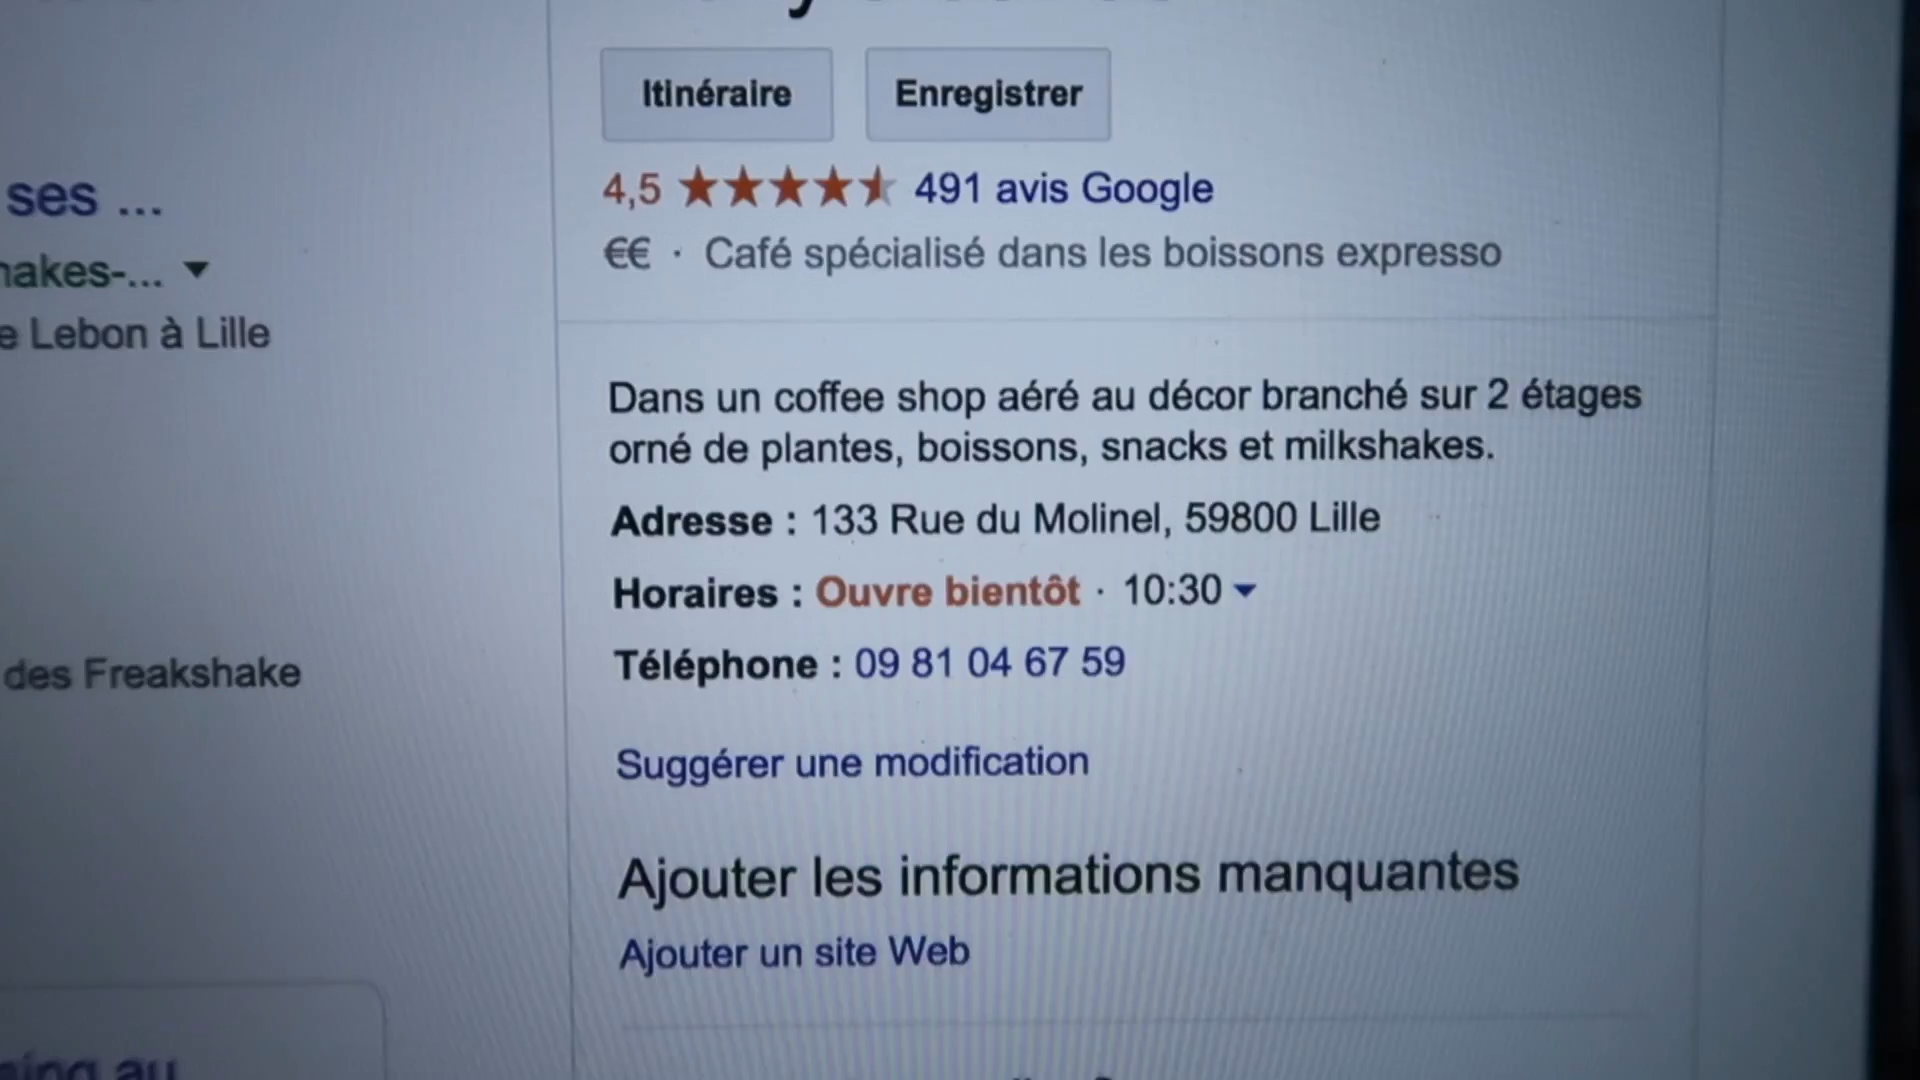 Itinéraire Enregistrrer
4,5 491 avis Google
€€ · Café spécialisé dans les boissons expresso
ses ...
hakes-...
e Lebon à Lille
Dans un coffee shop aéré au décor branché sur 2 étages
orné de plantes, boissons, snacks et milkshakes.
Adresse : 133 Rue du Molinel, 59800 Lille
Horaires : Ouvre bientôt · 10:30
Téléphone : 09 81 04 67 59
des Freakshake
Suggérer une modification
Ajouter les informations manquantes
Ajouter un site Web
au